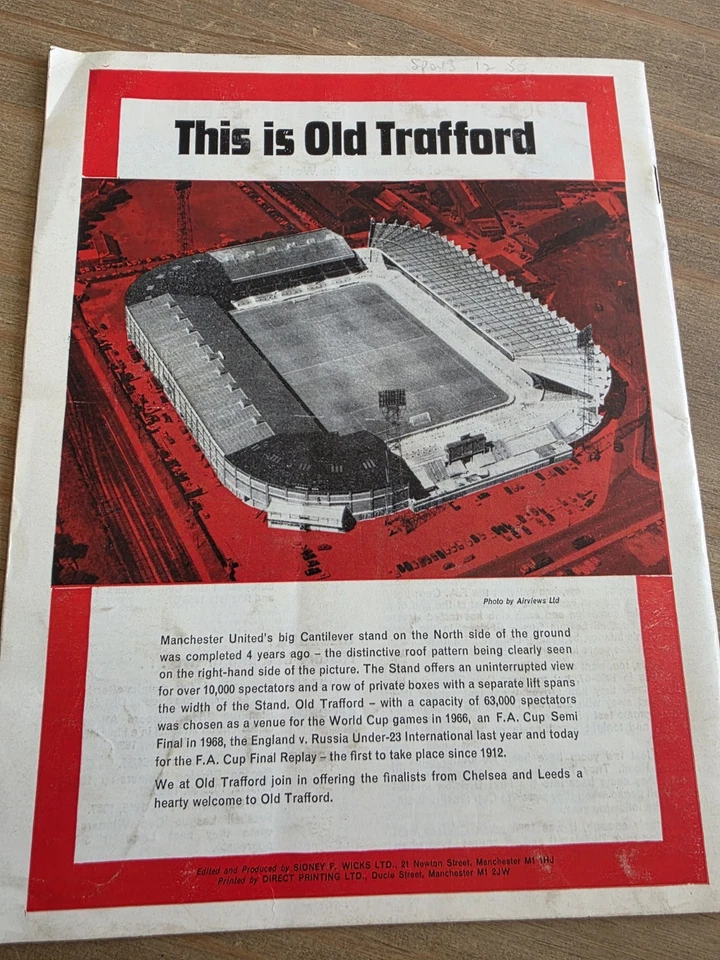 This is Old Trafford
Photo by Airviews Ltd
Manchester United's big Cantilever stand on the North side of the ground
was completed 4 years ago – the distinctive roof pattern being clearly seen
on the right-hand side of the picture. The Stand offers an uninterrupted view
for over 10,000 spectators and a row of private boxes with a separate lift spans
the width of the Stand. Old Trafford – with a capacity of 63,000 spectators
was chosen as a venue for the World Cup games in 1966, an F.A. Cup Semi
Final in 1968, the England v. Russia Under-23 International last year and today
for the F.A. Cup Final Replay – the first to take place since 1912.
We at Old Trafford join in offering the finalists from Chelsea and Leeds a
hearty welcome to Old Trafford.
Edited and Produced by SIDNEY F. WICKS LTD., 21 Newton Street, Manchester M1 1HJ
Printed by DIRECT PRINTING LTD., Ducie Street, Manchester M1 2JW